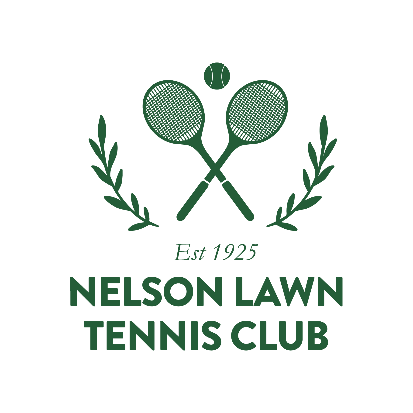 Est 1925
NELSON LAWN
TENNIS CLUB